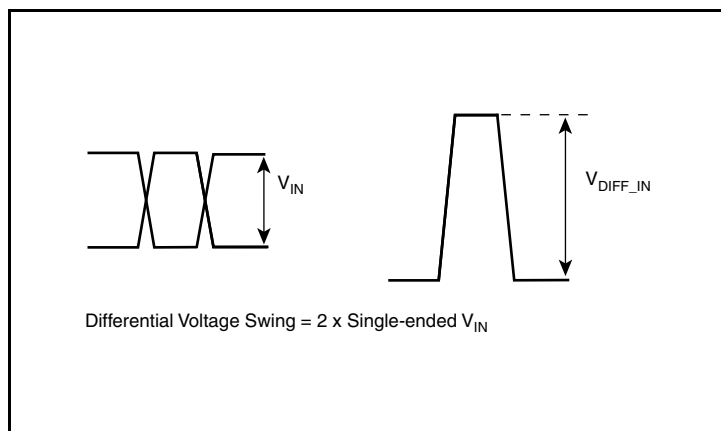 V_IN
V_DIFF_IN
Differential Voltage Swing = 2 x Single-ended V_IN